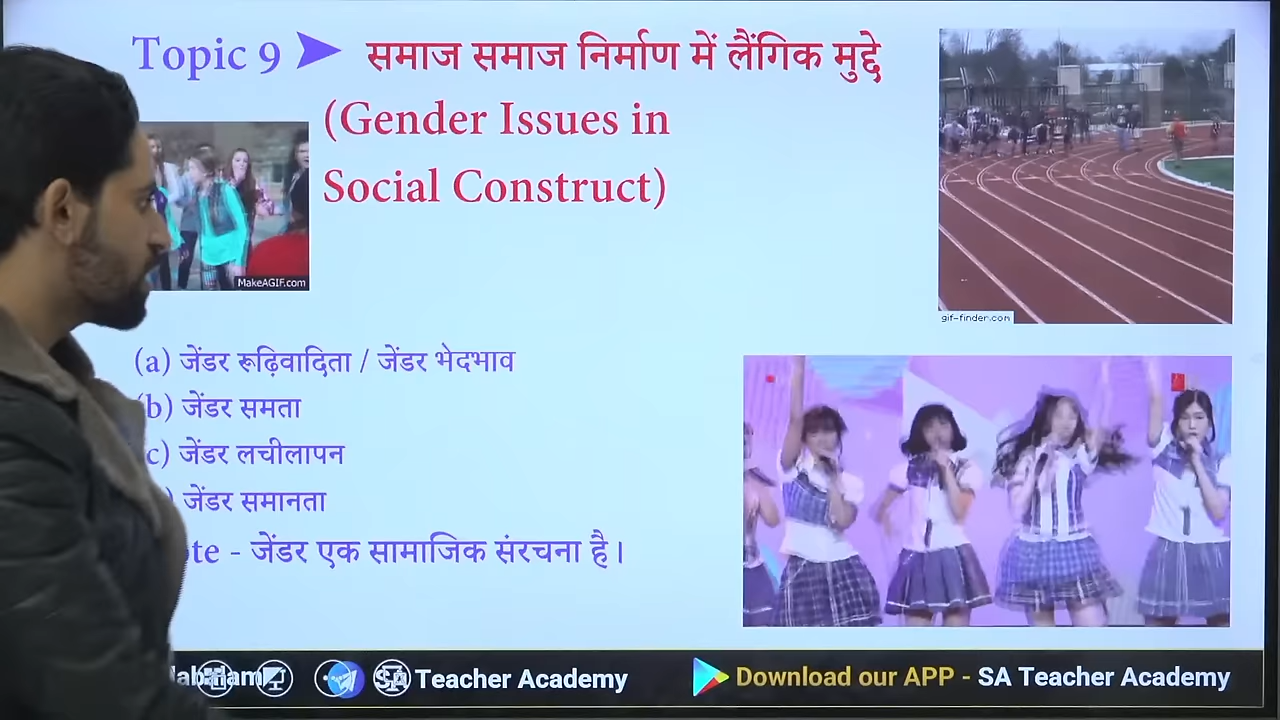 Topic 9 ➤ समाज समाज निर्माण में लैंगिक मुद्दे
(Gender Issues in
Social Construct)
MakeAGIF.com
gif-finder.com
(a) जेंडर रूढ़िवादिता / जेंडर भेदभाव
(b) जेंडर समता
c) जेंडर लचीलापन
) जेंडर समानता
te - जेंडर एक सामाजिक संरचना है।
SA Teacher Academy
Download our APP - SA Teacher Academy